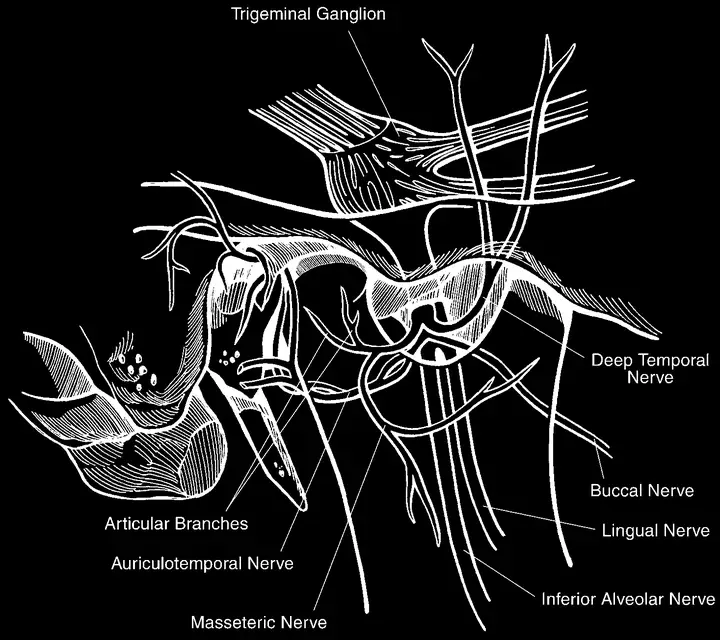 Trigeminal Ganglion
Deep Temporal
Nerve
Buccal Nerve
Articular Branches
Lingual Nerve
Auriculotemporal Nerve
Inferior Alveolar Nerve
Masseteric Nerve